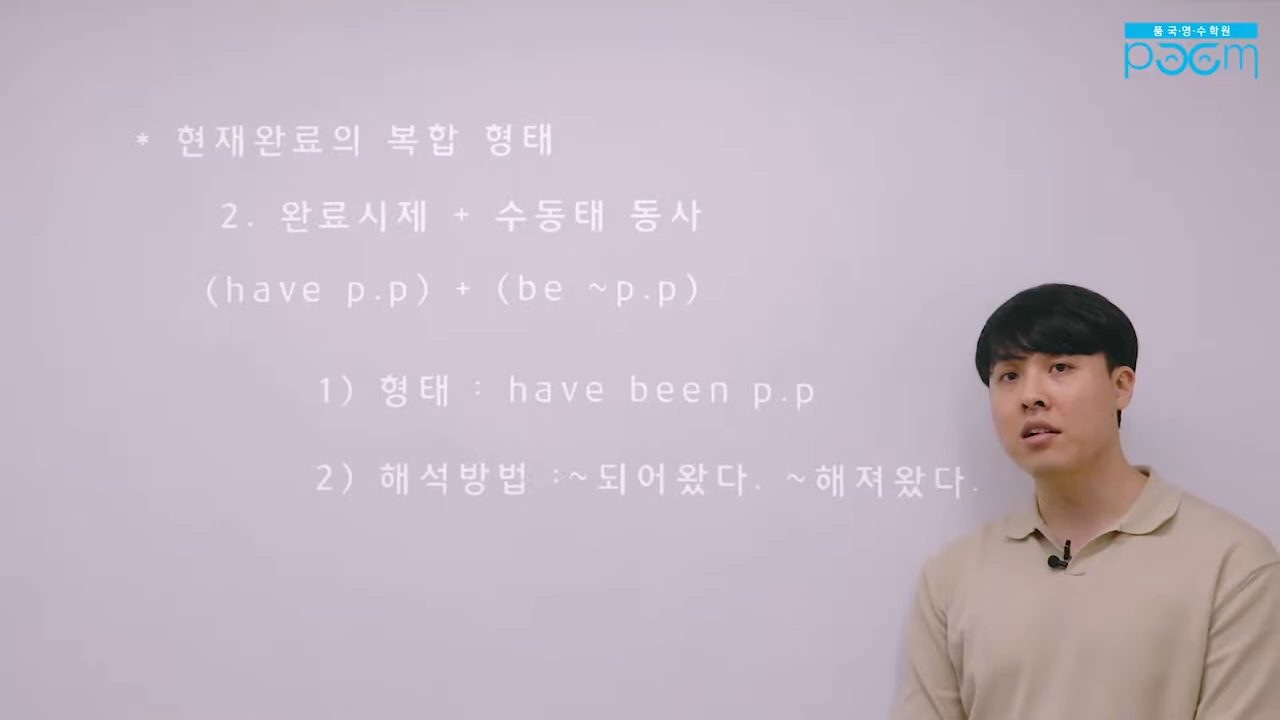 품 국·영·수 학원
poom
* 현재완료의 복합 형태
2. 완료시제 + 수동태 동사
(have p.p) + (be ~p.p)
1) 형태 : have been p.p
2) 해석방법 :~되어왔다. ~해져왔다.